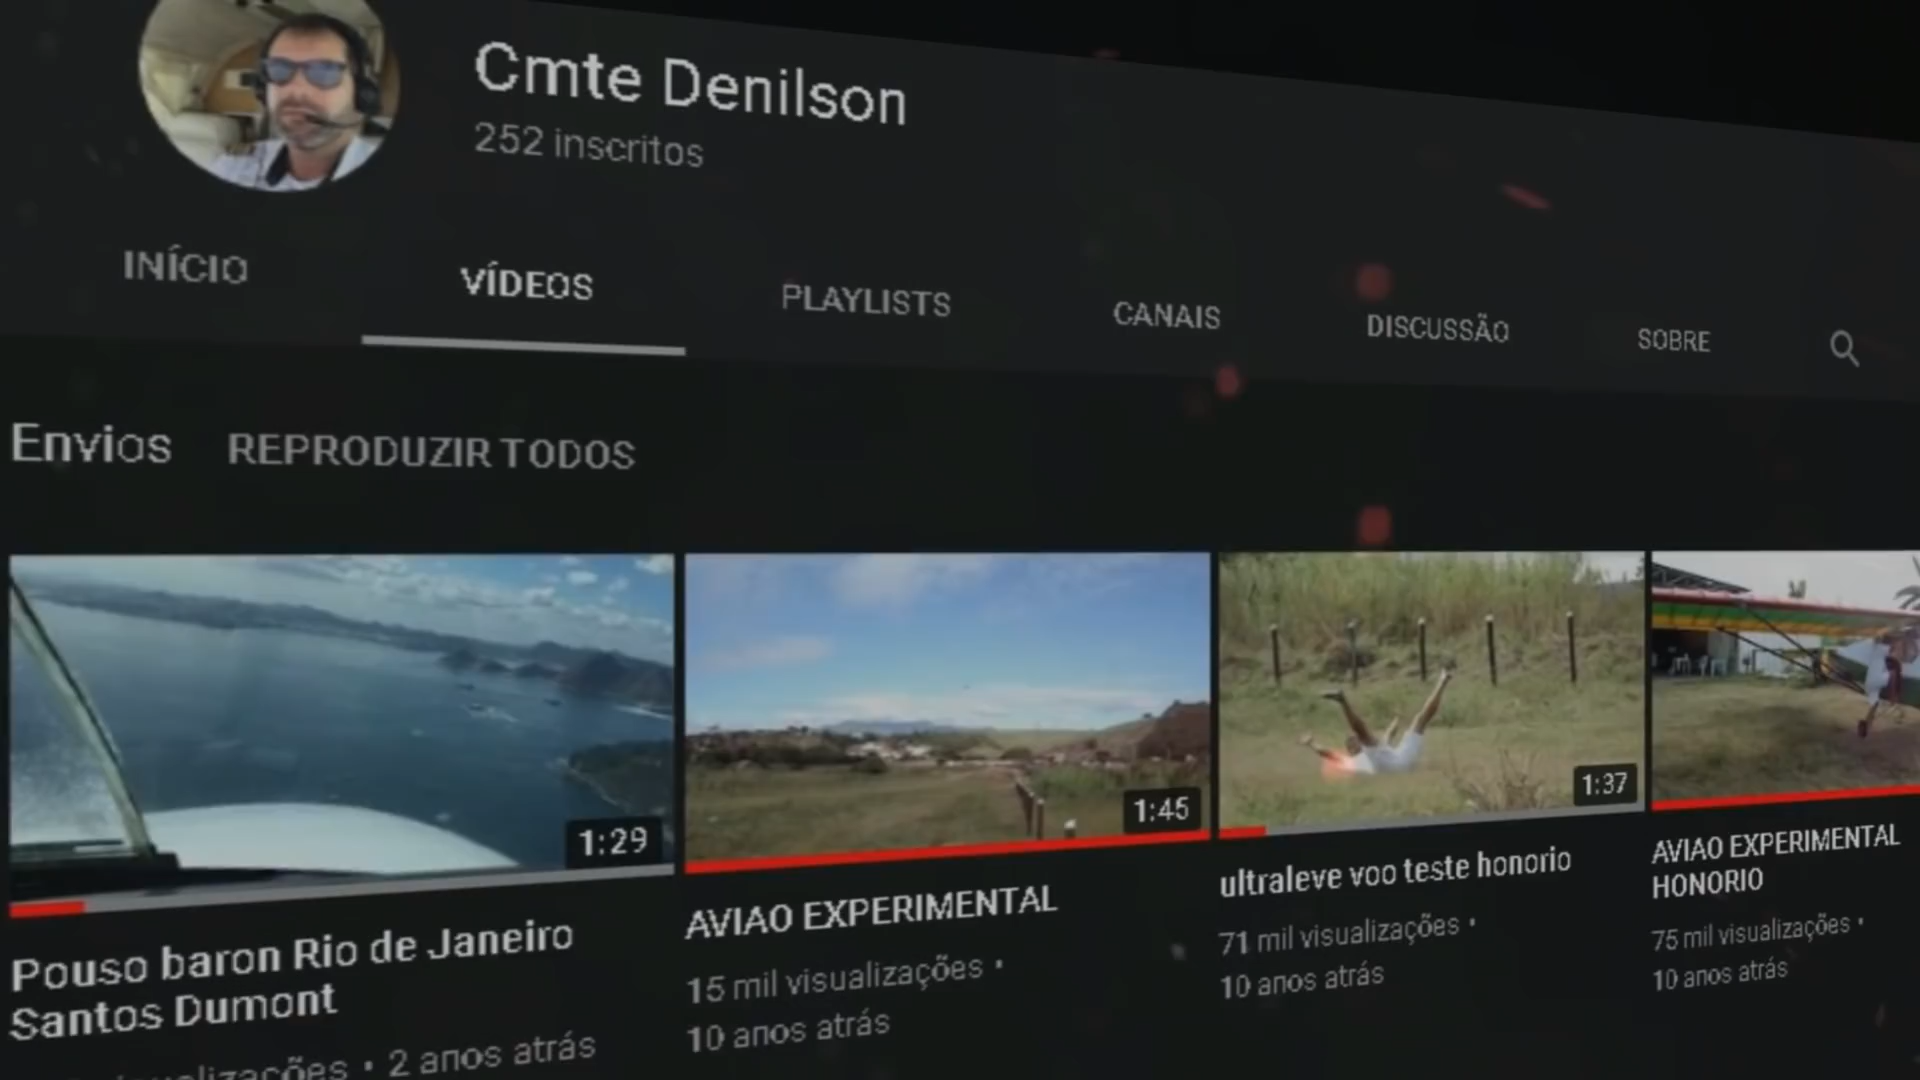 Cmte Denilson
252 inscritos
INÍCIO VÍDEOS PLAYLISTS CANAIS DISCUSSÃO SOBRE
Envios REPRODUZIR TODOS
1:29
1:45
1:37
Pouso baron Rio de Janeiro
Santos Dumont
• 2 anos atrás
AVIAO EXPERIMENTAL
15 mil visualizações •
10 anos atrás
ultraleve voo teste honorio
71 mil visualizações •
10 anos atrás
AVIAO EXPERIMENTAL
HONORIO
75 mil visualizações •
10 anos atrás